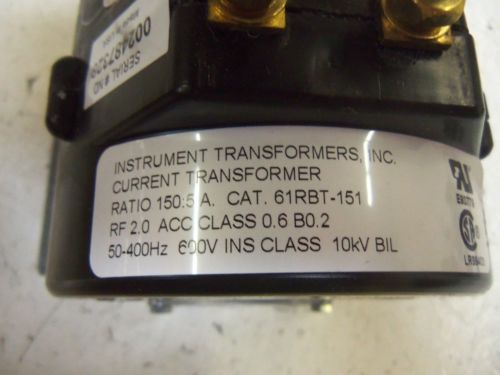 SERIAL # ND
INSTRUMENT TRANSFORMERS, INC.
CURRENT TRANSFORMER
RATIO 150:5 A. CAT. 61RBT-151
RF 2.0 ACC CLASS 0.6 B0.2
50-400Hz 600V INS CLASS 10kV BIL